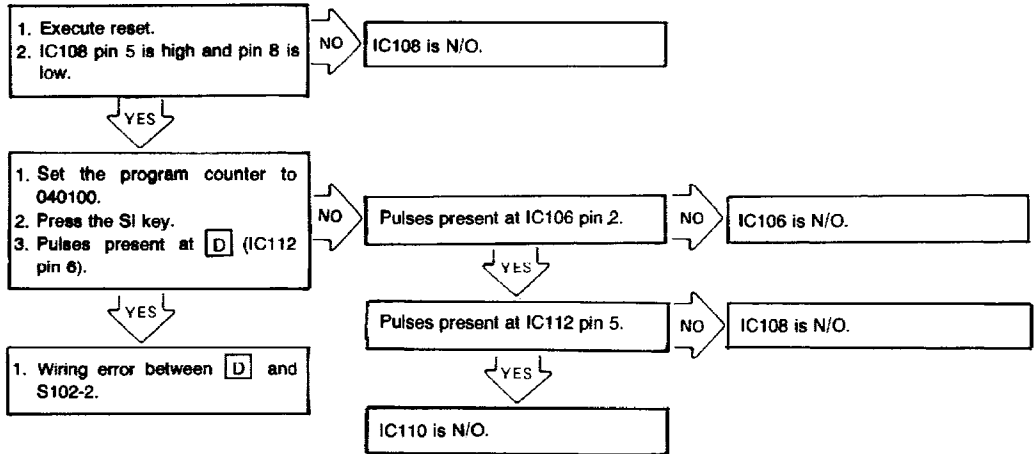 1. Execute reset.
2. IC108 pin 5 is high and pin 8 is
low.
NO
IC108 is N/O.
YES
1. Set the program counter to
040100.
2. Press the SI key.
3. Pulses present at D (IC112
pin 6).
NO
Pulses present at IC106 pin 2.
NO
IC106 is N/O.
YES
YES
Pulses present at IC112 pin 5.
NO
IC108 is N/O.
1. Wiring error between D and
S102-2.
YES
IC110 is N/O.